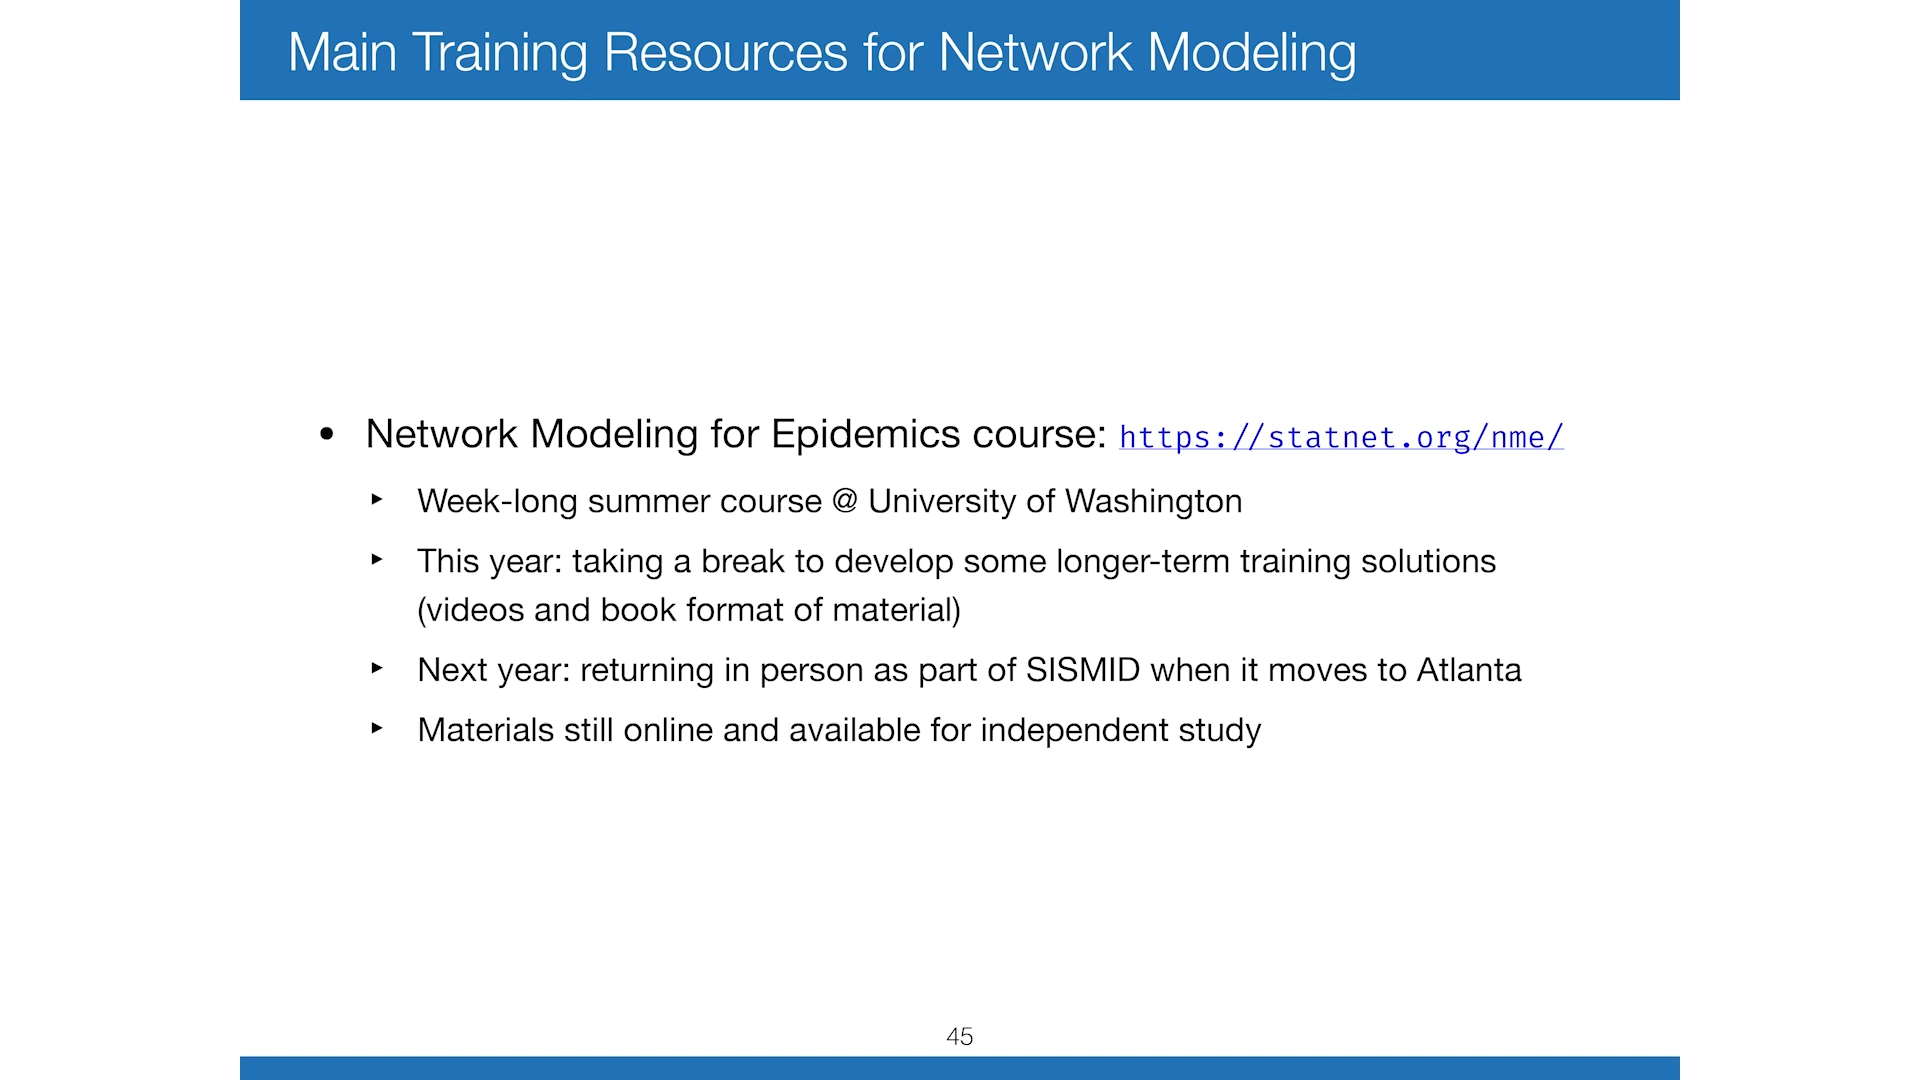 Main Training Resources for Network Modeling
• Network Modeling for Epidemics course: https://statnet.org/nme/
‣ Week-long summer course @ University of Washington
‣ This year: taking a break to develop some longer-term training solutions
(videos and book format of material)
‣ Next year: returning in person as part of SISMID when it moves to Atlanta
‣ Materials still online and available for independent study
45